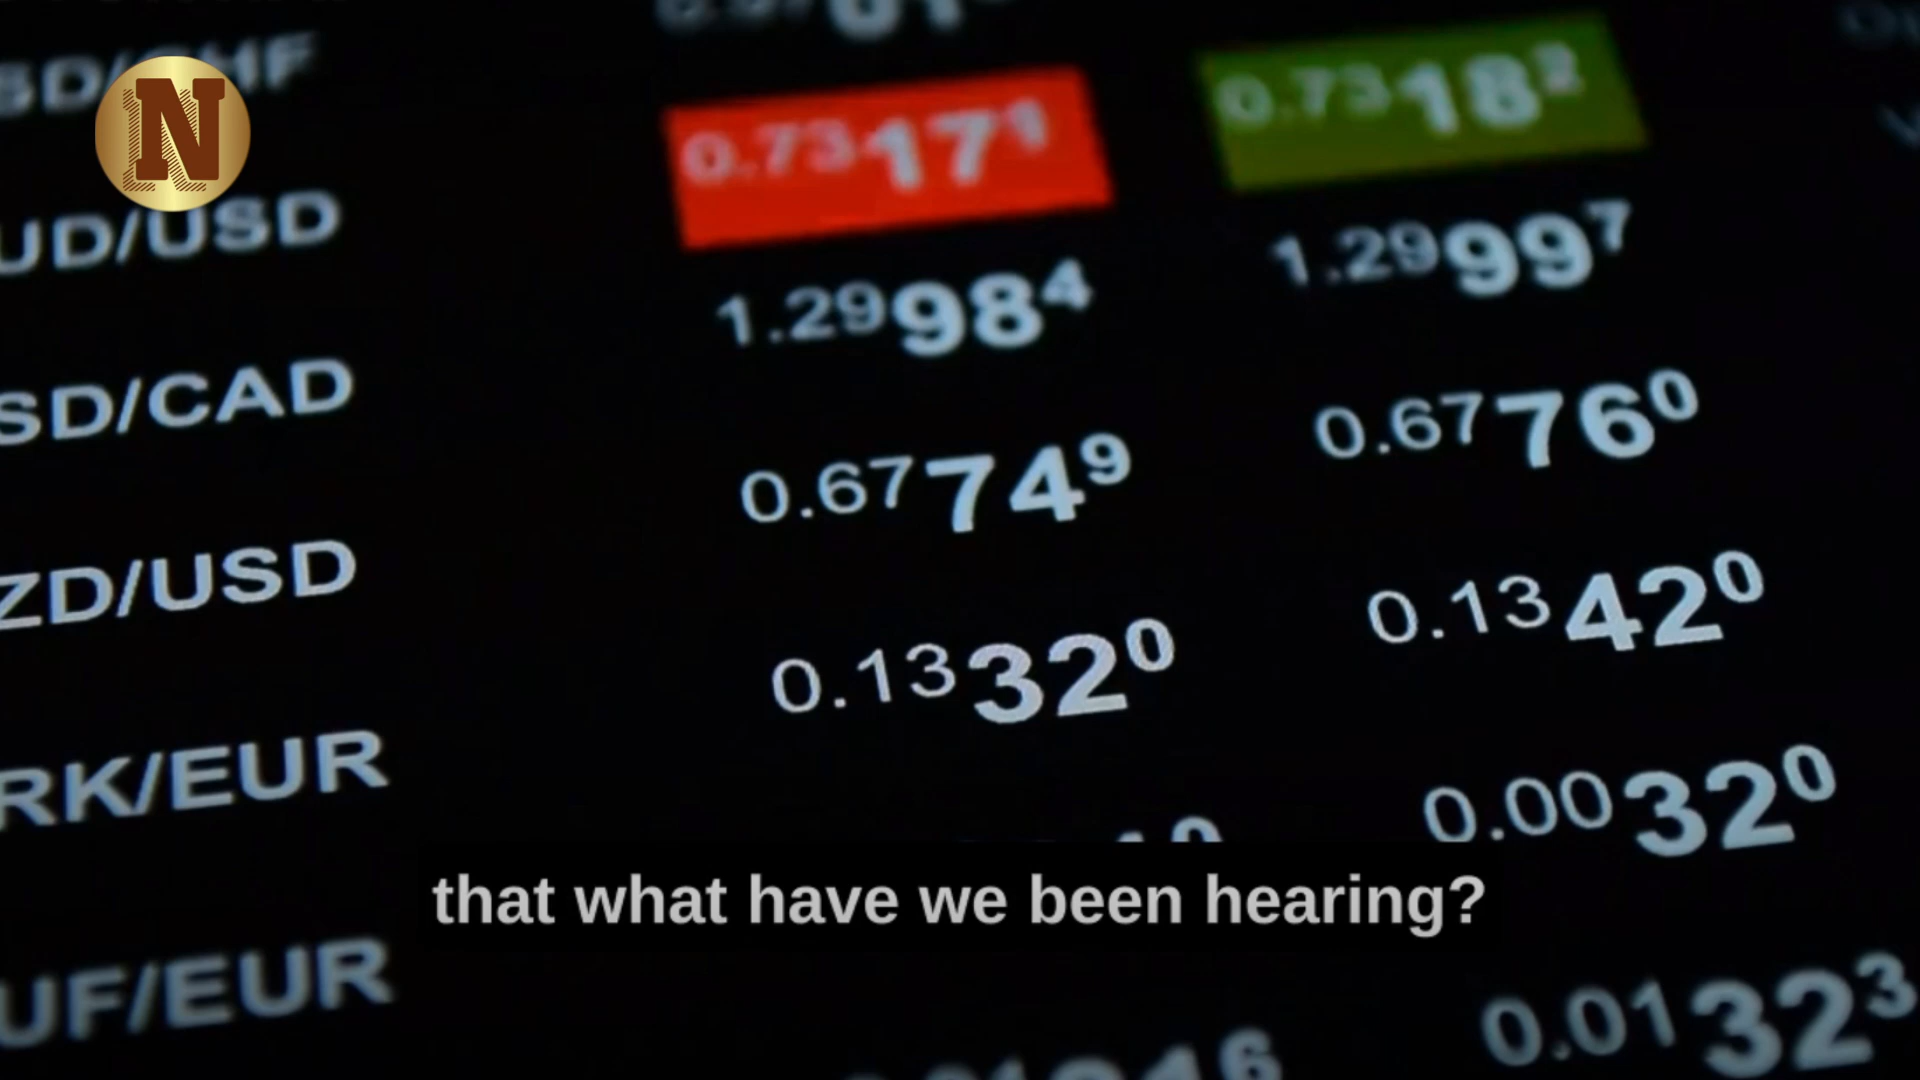 SD/CHF
N
0.73171 0.73182
UD/USD
1.29984 1.29997
SD/CAD
0.67749 0.67760
ZD/USD
0.13320 0.13420
RK/EUR
0.00320
that what have we been hearing?
UF/EUR
0.01323